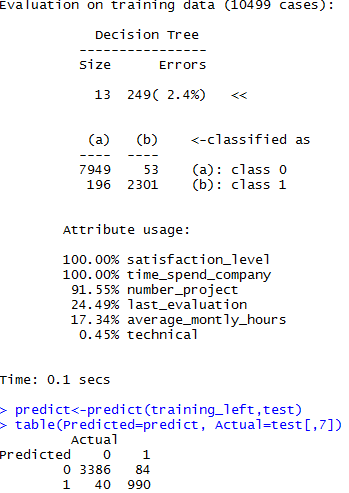 Evaluation on training data (10499 cases):
Decision Tree
----------------
Size Errors
13 249( 2.4%) <<
(a) (b) <-classified as
---- ----
7949 53 (a): class 0
196 2301 (b): class 1
Attribute usage:
100.00% satisfaction_level
100.00% time_spend_company
91.55% number_project
24.49% last_evaluation
17.34% average_montly_hours
0.45% technical
Time: 0.1 secs
> predict<-predict(training_left,test)
> table(Predicted=predict, Actual=test[,7])
Actual
Predicted 0 1
0 3386 84
1 40 990